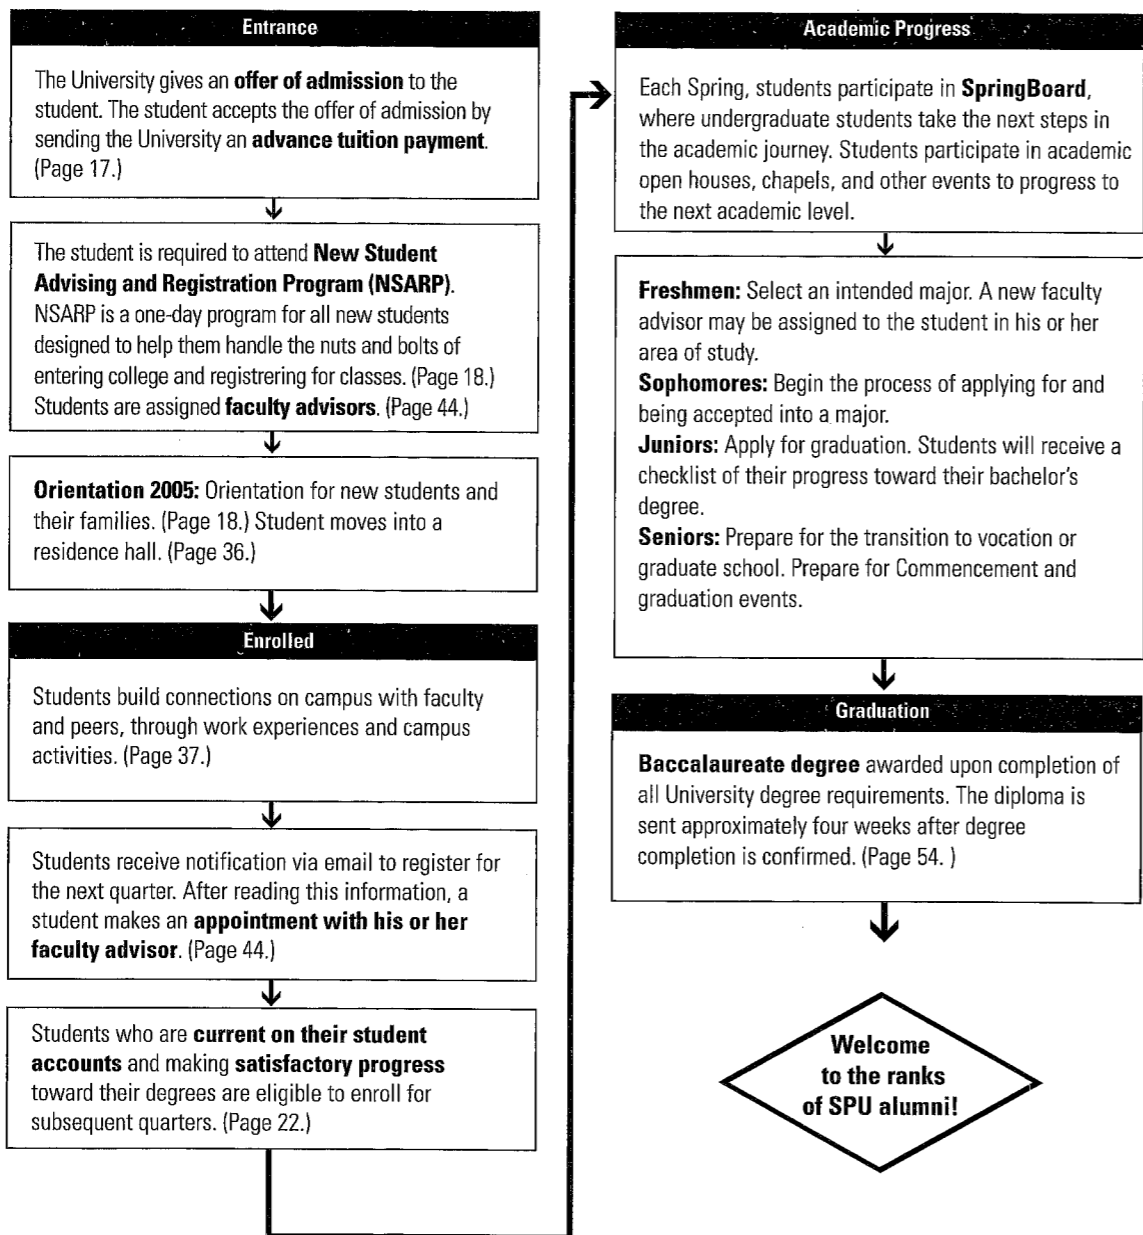 Entrance
The University gives an offer of admission to the
student. The student accepts the offer of admission by
sending the University an advance tuition payment.
(Page 17.)
The student is required to attend New Student
Advising and Registration Program (NSARP).
NSARP is a one-day program for all new students
designed to help them handle the nuts and bolts of
entering college and registrering for classes. (Page 18.)
Students are assigned faculty advisors. (Page 44.)
Orientation 2005: Orientation for new students and
their families. (Page 18.) Student moves into a
residence hall. (Page 36.)
Enrolled
Students build connections on campus with faculty
and peers, through work experiences and campus
activities. (Page 37.)
Students receive notification via email to register for
the next quarter. After reading this information, a
student makes an appointment with his or her
faculty advisor. (Page 44.)
Students who are current on their student
accounts and making satisfactory progress
toward their degrees are eligible to enroll for
subsequent quarters. (Page 22.)
Academic Progress
Each Spring, students participate in SpringBoard,
where undergraduate students take the next steps in
the academic journey. Students participate in academic
open houses, chapels, and other events to progress to
the next academic level.
Freshmen: Select an intended major. A new faculty
advisor may be assigned to the student in his or her
area of study.
Sophomores: Begin the process of applying for and
being accepted into a major.
Juniors: Apply for graduation. Students will receive a
checklist of their progress toward their bachelor's
degree.
Seniors: Prepare for the transition to vocation or
graduate school. Prepare for Commencement and
graduation events.
Graduation
Baccalaureate degree awarded upon completion of
all University degree requirements. The diploma is
sent approximately four weeks after degree
completion is confirmed. (Page 54. )
Welcome
to the ranks
of SPU alumni!